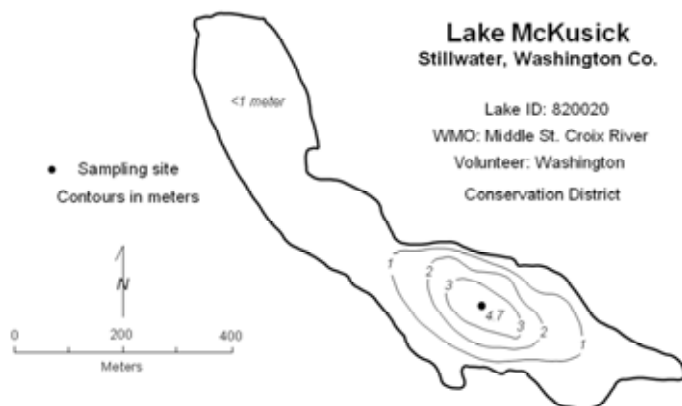 Lake McKusick
Stillwater, Washington Co.
Lake ID: 820020
WMO: Middle St. Croix River
Volunteer: Washington
Conservation District
<1 meter
Sampling site
Contours in meters
N
0 200 400
Meters
1
2
3
4.7
3
2
1